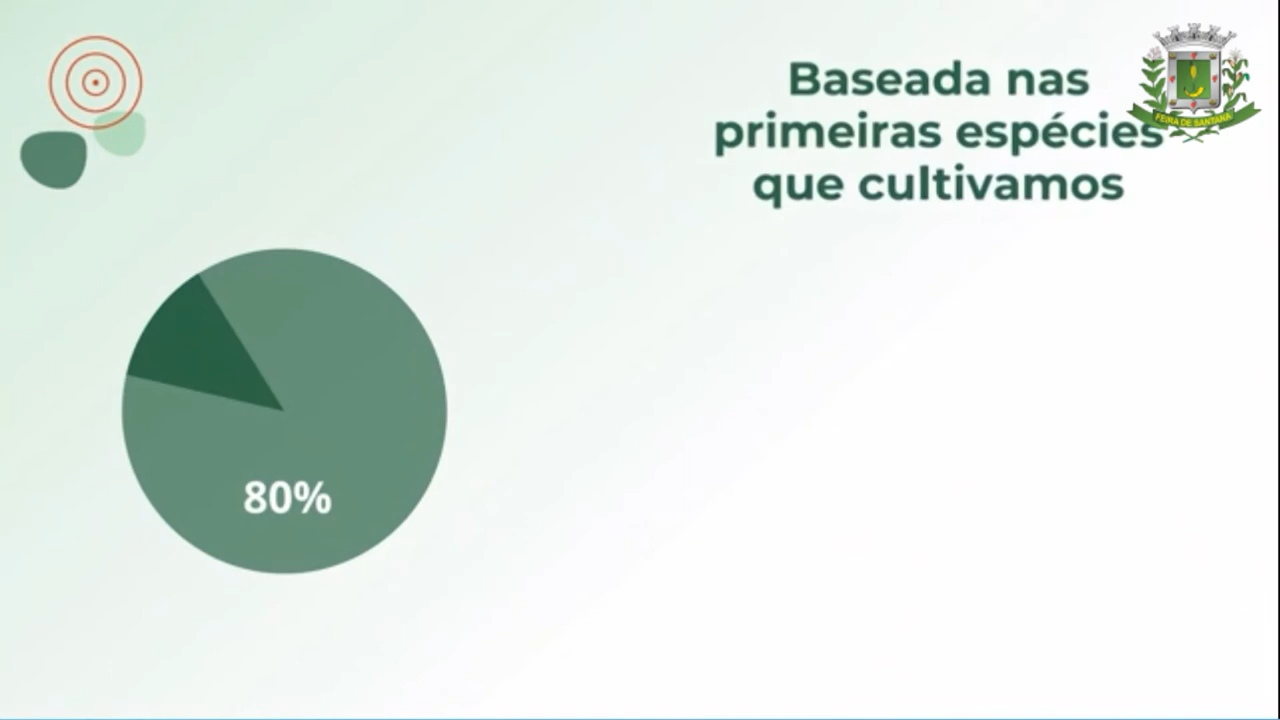 Baseada nas
primeiras espécies
que cultivamos
FEIRA DE SANTANA
80%